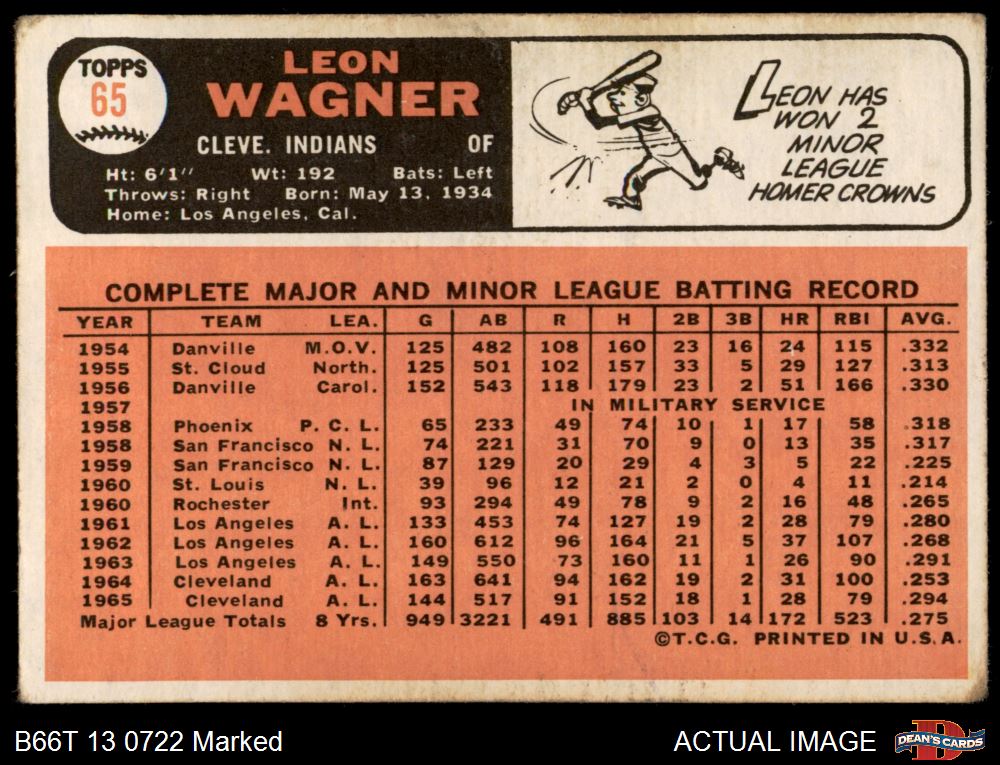 TOPPS
65
LEON
WAGNER
CLEVE. INDIANS OF
Ht: 6'1" Wt: 192 Bats: Left
Throws: Right Born: May 13, 1934
Home: Los Angeles, Cal.
LEON HAS
WON 2
MINOR
LEAGUE
HOMER CROWNS
COMPLETE MAJOR AND MINOR LEAGUE BATTING RECORD
YEAR TEAM LEA. G AB R H 2B 3B HR RBI AVG.
1954 Danville M.O.V. 125 482 108 160 23 16 24 115 .332
1955 St. Cloud North. 125 501 102 157 33 5 29 127 .313
1956 Danville Carol. 152 543 118 179 23 2 51 166 .330
1957 IN MILITARY SERVICE
1958 Phoenix P. C. L. 65 233 49 74 10 1 17 58 .318
1958 San Francisco N. L. 74 221 31 70 9 0 13 35 .317
1959 San Francisco N. L. 87 129 20 29 4 3 5 22 .225
1960 St. Louis N. L. 39 96 12 21 2 0 4 11 .214
1960 Rochester Int. 93 294 49 78 9 2 16 48 .265
1961 Los Angeles A. L. 133 453 74 127 19 2 28 79 .280
1962 Los Angeles A. L. 160 612 96 164 21 5 37 107 .268
1963 Los Angeles A. L. 149 550 73 160 11 1 26 90 .291
1964 Cleveland A. L. 163 641 94 162 19 2 31 100 .253
1965 Cleveland A. L. 144 517 91 152 18 1 28 79 .294
Major League Totals 8 Yrs. 949 3221 491 885 103 14 172 523 .275
©T.C.G. PRINTED IN U.S.A.
B66T 13 0722 Marked ACTUAL IMAGE
DEAN'S CARDS